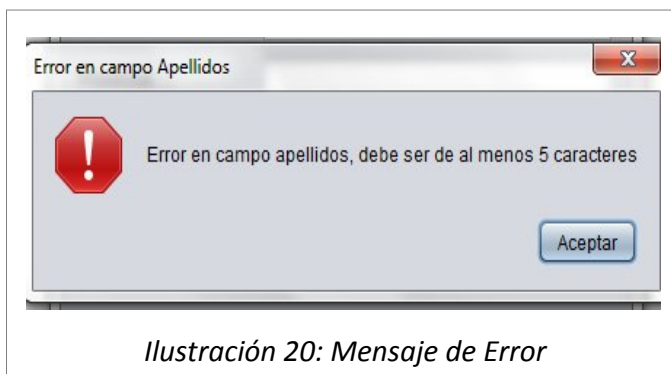 Error en campo Apellidos
Error en campo apellidos, debe ser de al menos 5 caracteres
Aceptar
Ilustración 20: Mensaje de Error